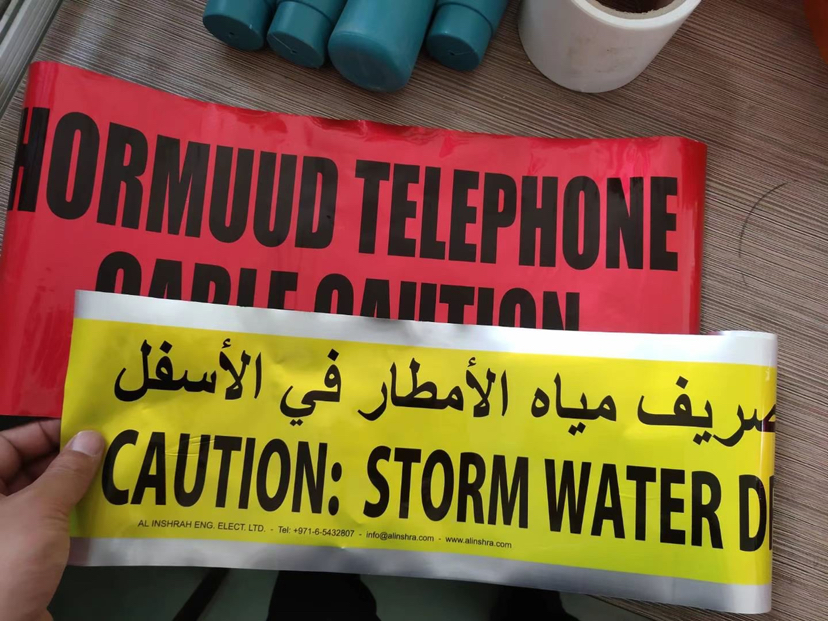 HORMUUD TELEPHONE
CABLE CAUTION
تصريف مياه الأمطار في الأسفل
CAUTION: STORM WATER D
AL INSHRAH ENG. ELECT. LTD. - Tel: +971-6-5432807 - info@alinshra.com - www.alinshra.com